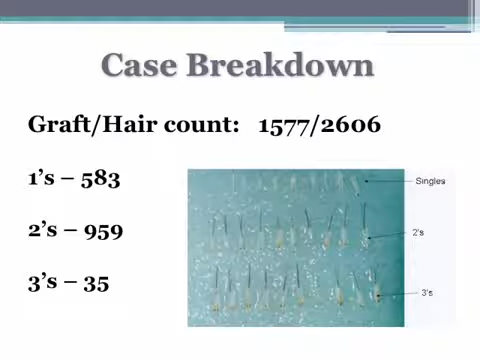 Case Breakdown
Graft/Hair count: 1577/2606
1’s – 583
2’s – 959
3’s – 35
Singles
2's
3's